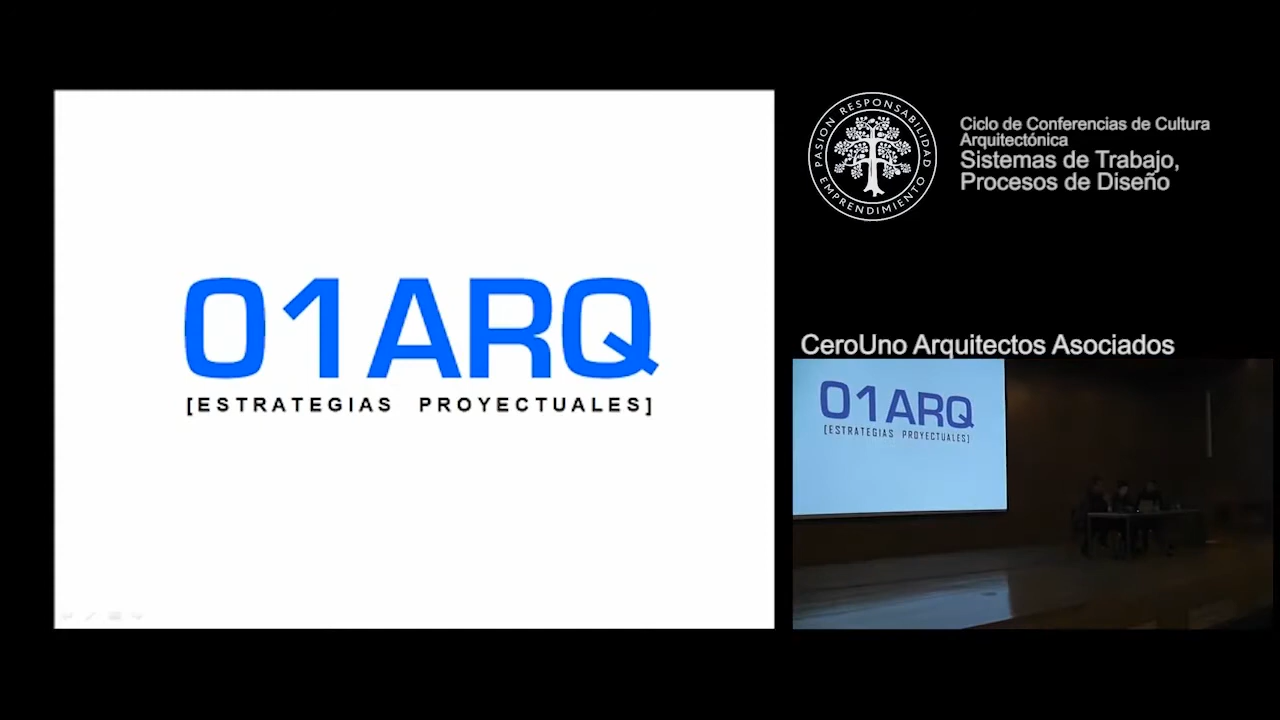 01ARQ
[ESTRATEGIAS PROYECTUALES]
PASION RESPONSABILIDAD
EMPRENDIMIENTO
Ciclo de Conferencias de Cultura
Arquitectónica
Sistemas de Trabajo,
Procesos de Diseño
CeroUno Arquitectos Asociados
01ARQ
[ESTRATEGIAS PROYECTUALES]